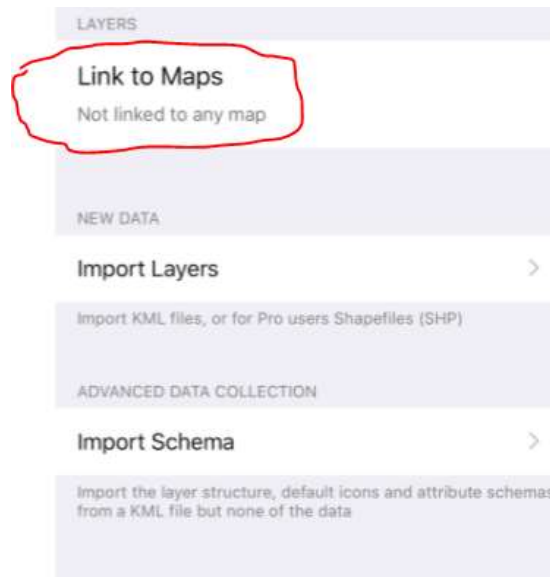 LAYERS
Link to Maps
Not linked to any map
NEW DATA
Import Layers
Import KML files, or for Pro users Shapefiles (SHP)
ADVANCED DATA COLLECTION
Import Schema
Import the layer structure, default icons and attribute schemas
from a KML file but none of the data